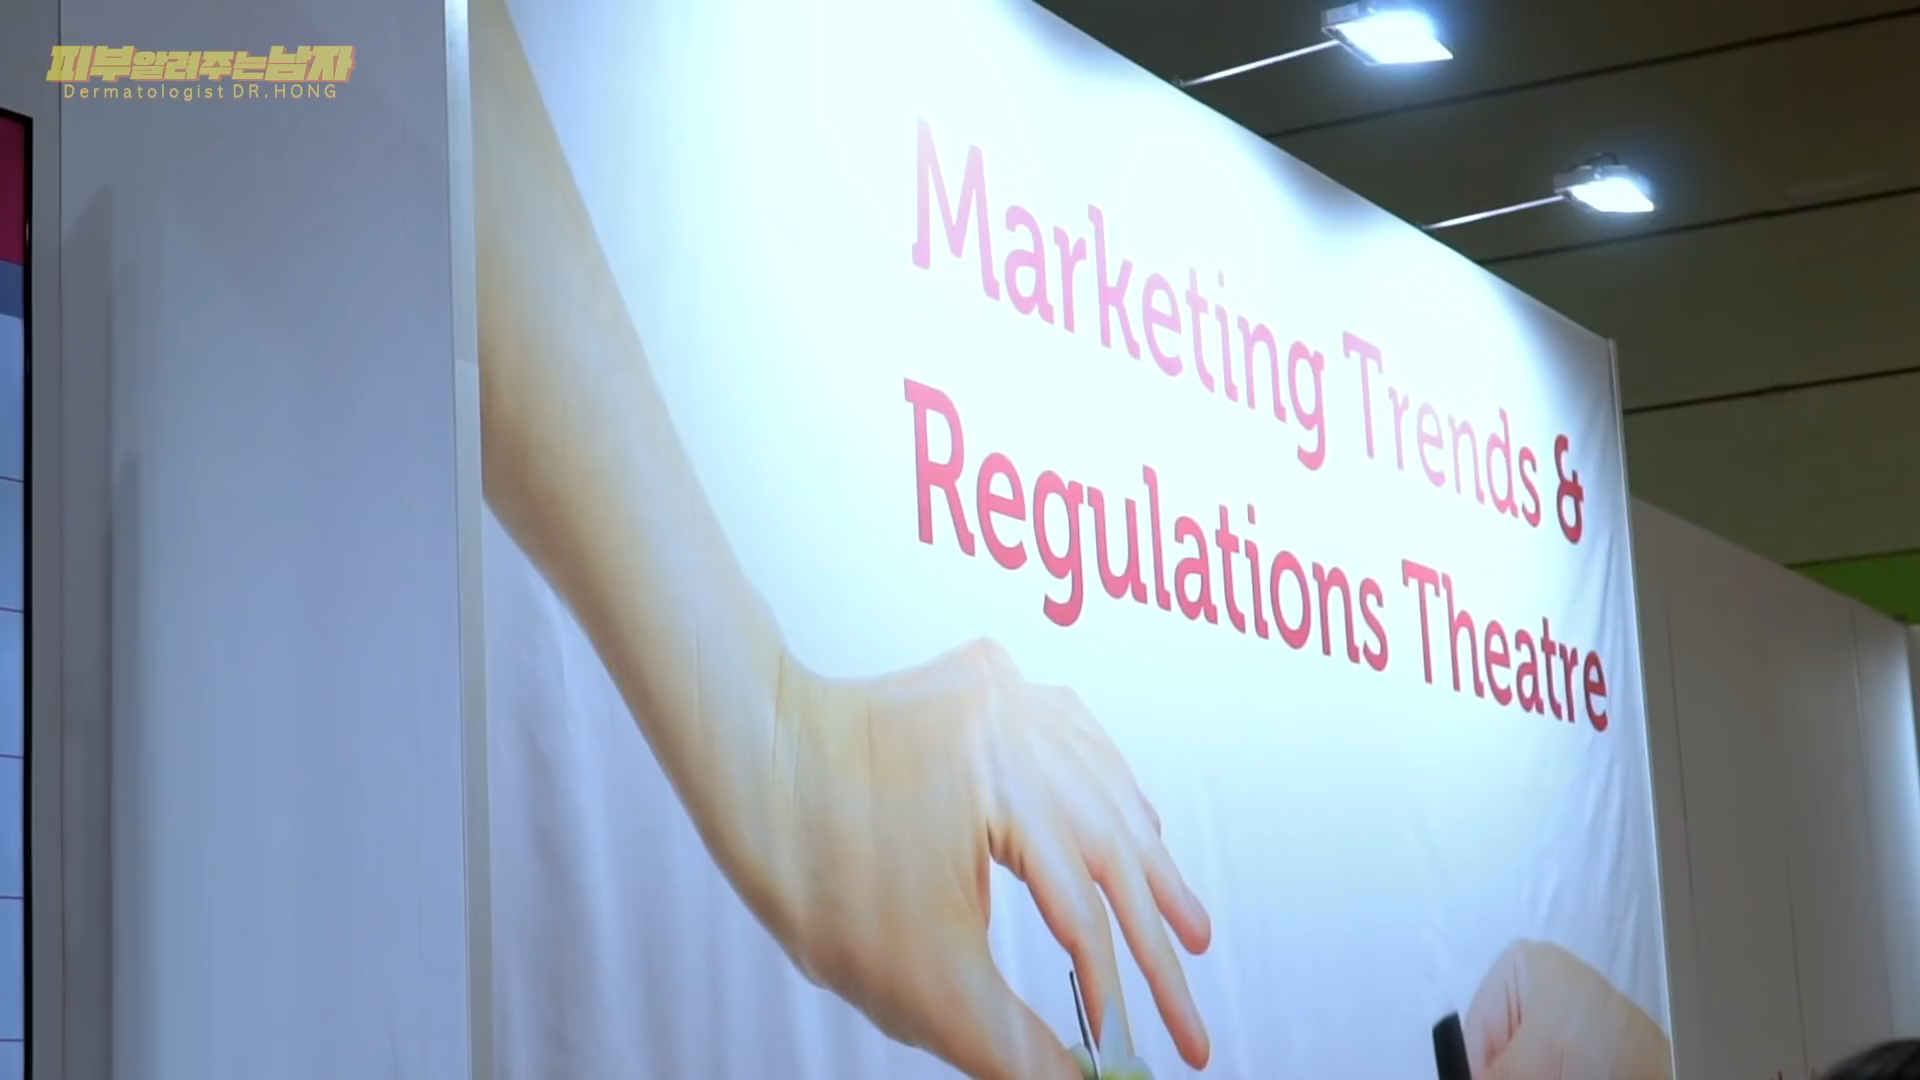 피부알려주는남자
Dermatologist DR.HONG
Marketing Trends &
Regulations Theatre